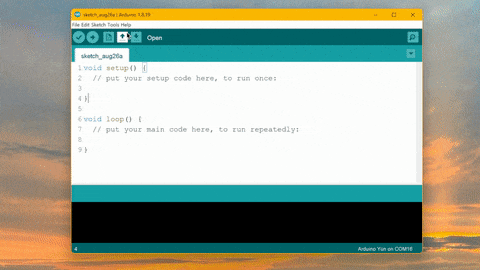 sketch_aug26a | Arduino 1.8.19
File Edit Sketch Tools Help
Open
sketch_aug26a
1 void setup() {
2 // put your setup code here, to run once:
3
4 }
5
6 void loop() {
7 // put your main code here, to run repeatedly:
8
9 }
4
Arduino Yún on COM16